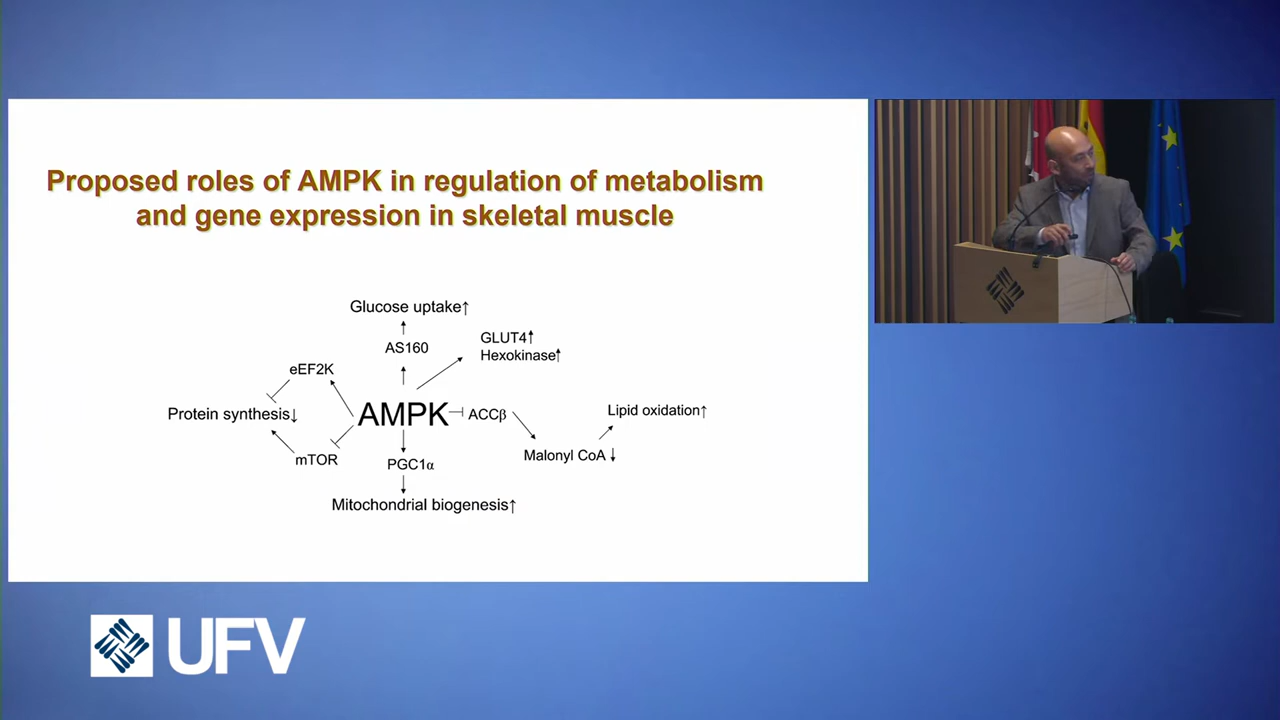 Proposed roles of AMPK in regulation of metabolism
and gene expression in skeletal muscle
Glucose uptake↑
AS160
GLUT4↑
Hexokinase↑
eEF2K
Protein synthesis↓
AMPK
ACCβ
Lipid oxidation↑
mTOR
PGC1α
Malonyl CoA ↓
Mitochondrial biogenesis↑
UFV